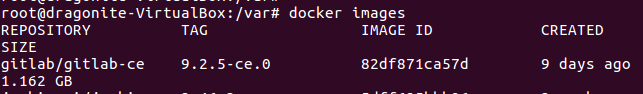 root@dragonite-VirtualBox:/var# docker images
REPOSITORY TAG IMAGE ID CREATED
SIZE
gitlab/gitlab-ce 9.2.5-ce.0 82df871ca57d 9 days ago
1.162 GB